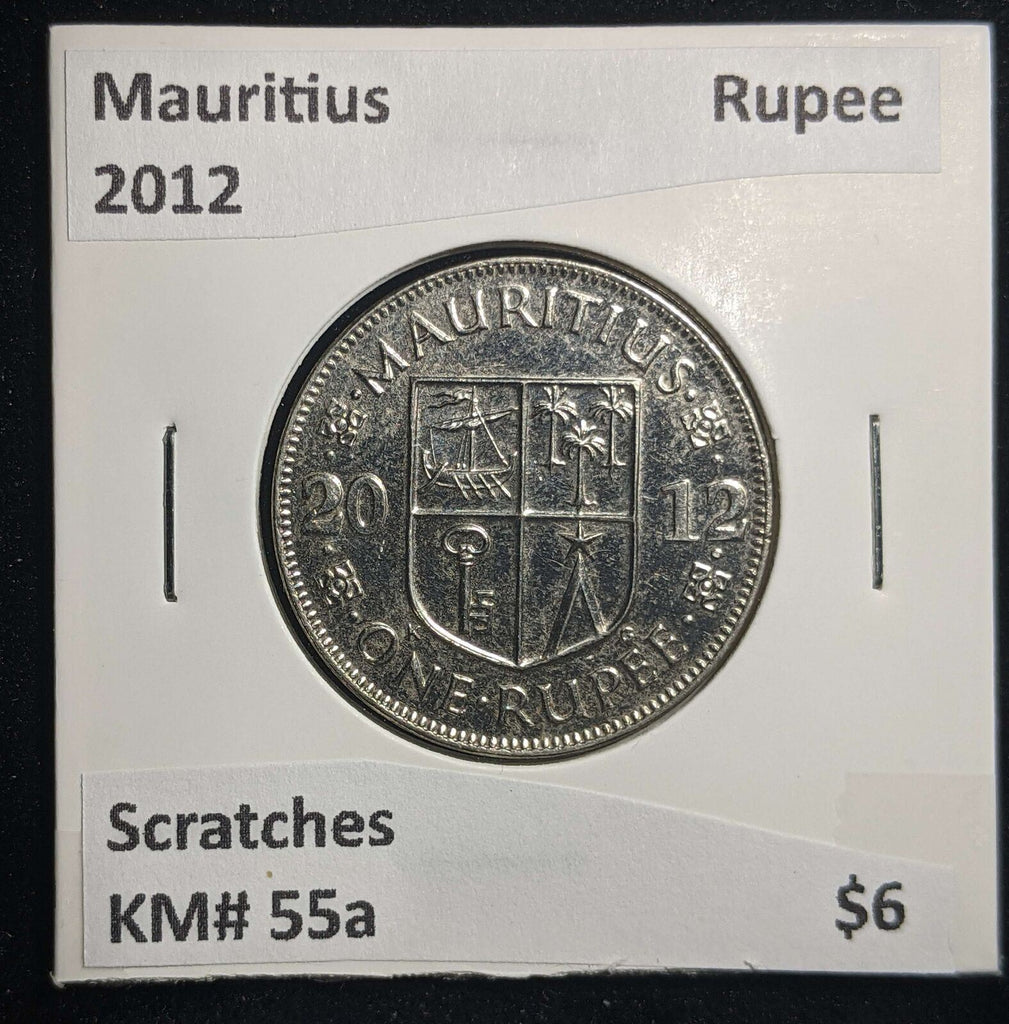 Mauritius Rupee
2012
·MAURITIUS·
20 12
·ONE·RUPEE·
Scratches
KM# 55a $6